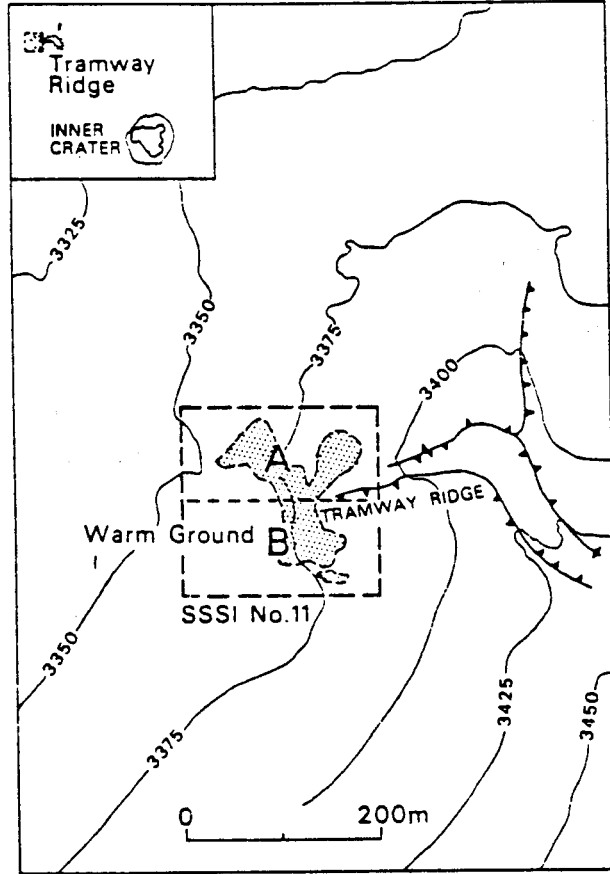 Tramway
Ridge
INNER
CRATER
3325
3350
3375
3400
A
TRAMWAY RIDGE
Warm Ground
B
SSSI No.11
3350
3375
3425
3450
0 200m